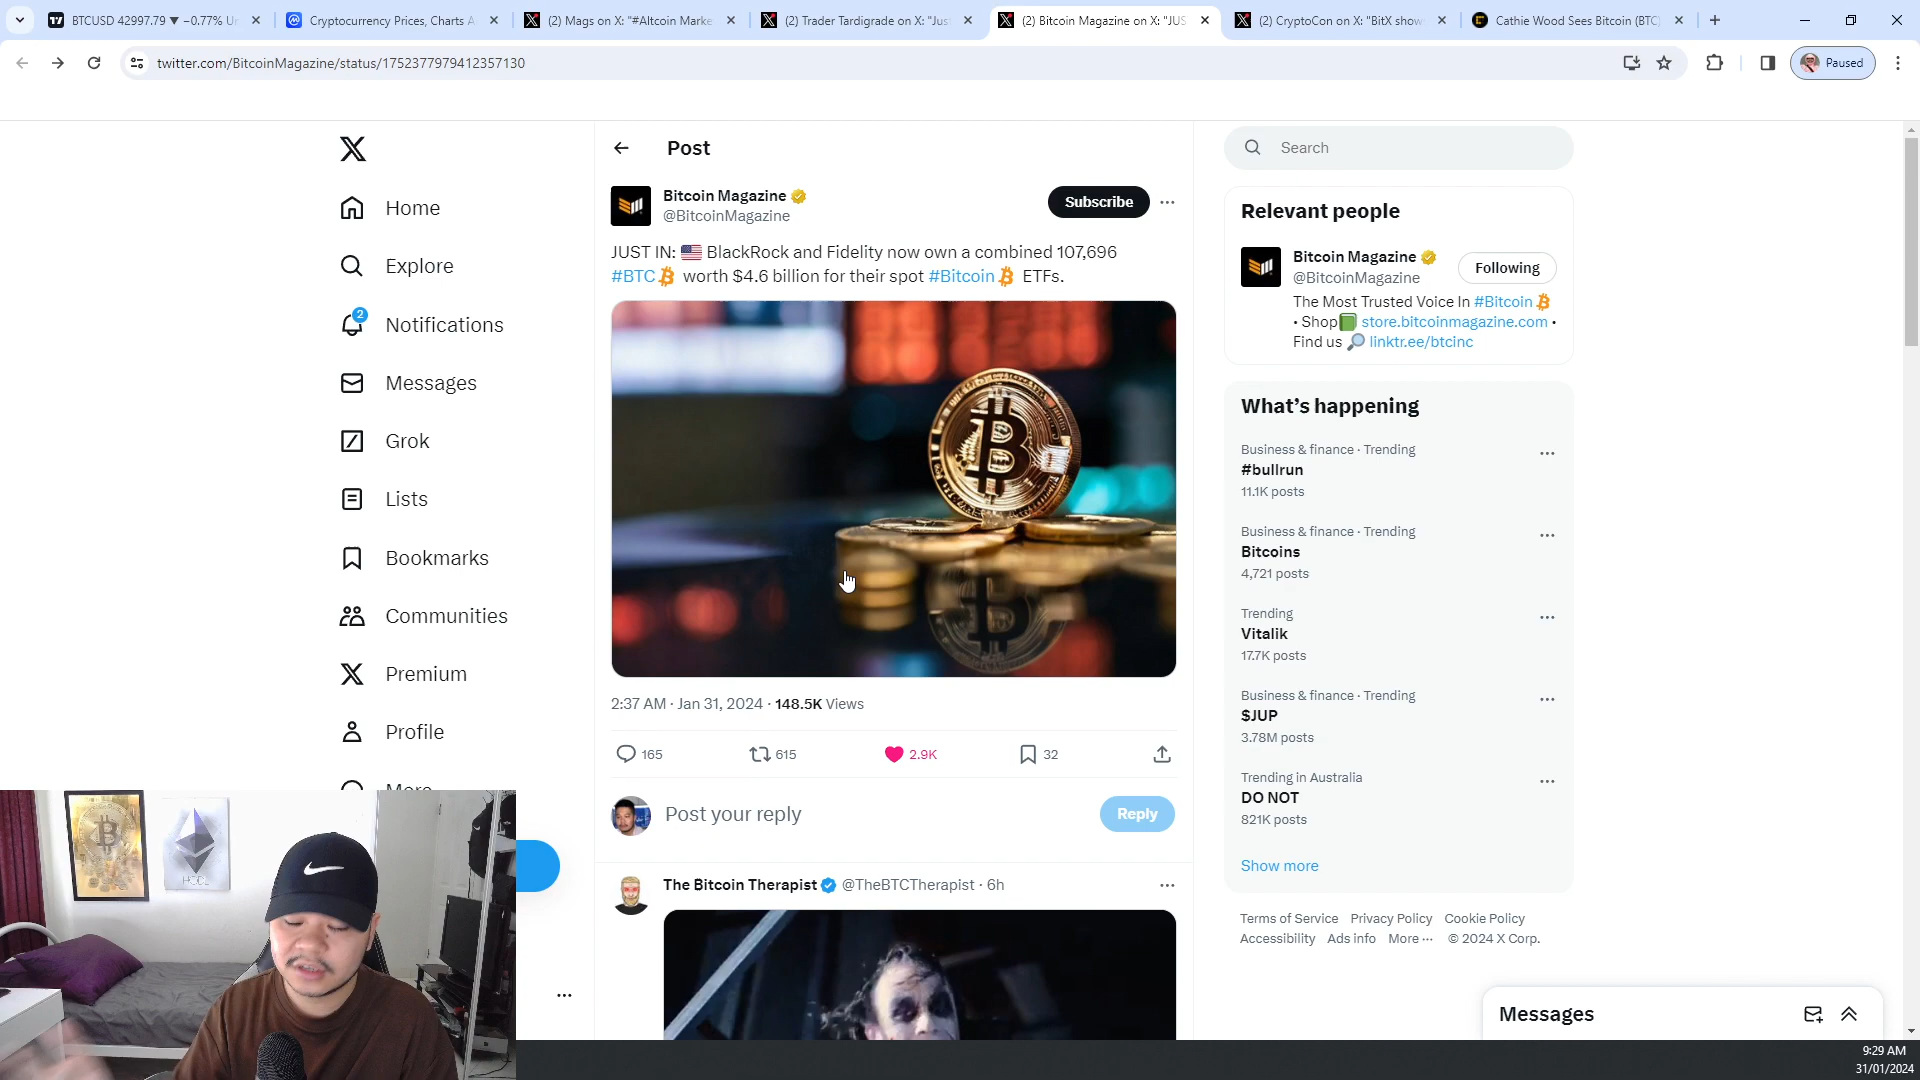 BTCUSD 42997.79 ▼ −0.77% U
Cryptocurrency Prices, Charts A
(2) Mags on X: "#Altcoin Marke
(2) Trader Tardigrade on X: "Jus
(2) Bitcoin Magazine on X: "JUS
(2) CryptoCon on X: "BitX show
Cathie Wood Sees Bitcoin (BTC)
twitter.com/BitcoinMagazine/status/1752377979412357130
Paused
Home
Explore
2
Notifications
Messages
Grok
Lists
Bookmarks
Communities
Premium
Profile
More
Post
Bitcoin Magazine
@BitcoinMagazine
Subscribe
JUST IN: 🇺🇸 BlackRock and Fidelity now own a combined 107,696
#BTC worth $4.6 billion for their spot #Bitcoin ETFs.
2:37 AM · Jan 31, 2024 · 148.5K Views
165
615
2.9K
32
Post your reply
Reply
The Bitcoin Therapist @TheBTCTherapist · 6h
Search
Relevant people
Bitcoin Magazine
@BitcoinMagazine
Following
The Most Trusted Voice In #Bitcoin
• Shop📗 store.bitcoinmagazine.com •
Find us 🔎 linktr.ee/btcinc
What's happening
Business & finance · Trending
#bullrun
11.1K posts
Business & finance · Trending
Bitcoins
4,721 posts
Trending
Vitalik
17.7K posts
Business & finance · Trending
$JUP
3.78M posts
Trending in Australia
DO NOT
821K posts
Show more
Terms of Service Privacy Policy Cookie Policy
Accessibility Ads info More ··· © 2024 X Corp.
Messages
HODL
9:29 AM
31/01/2024